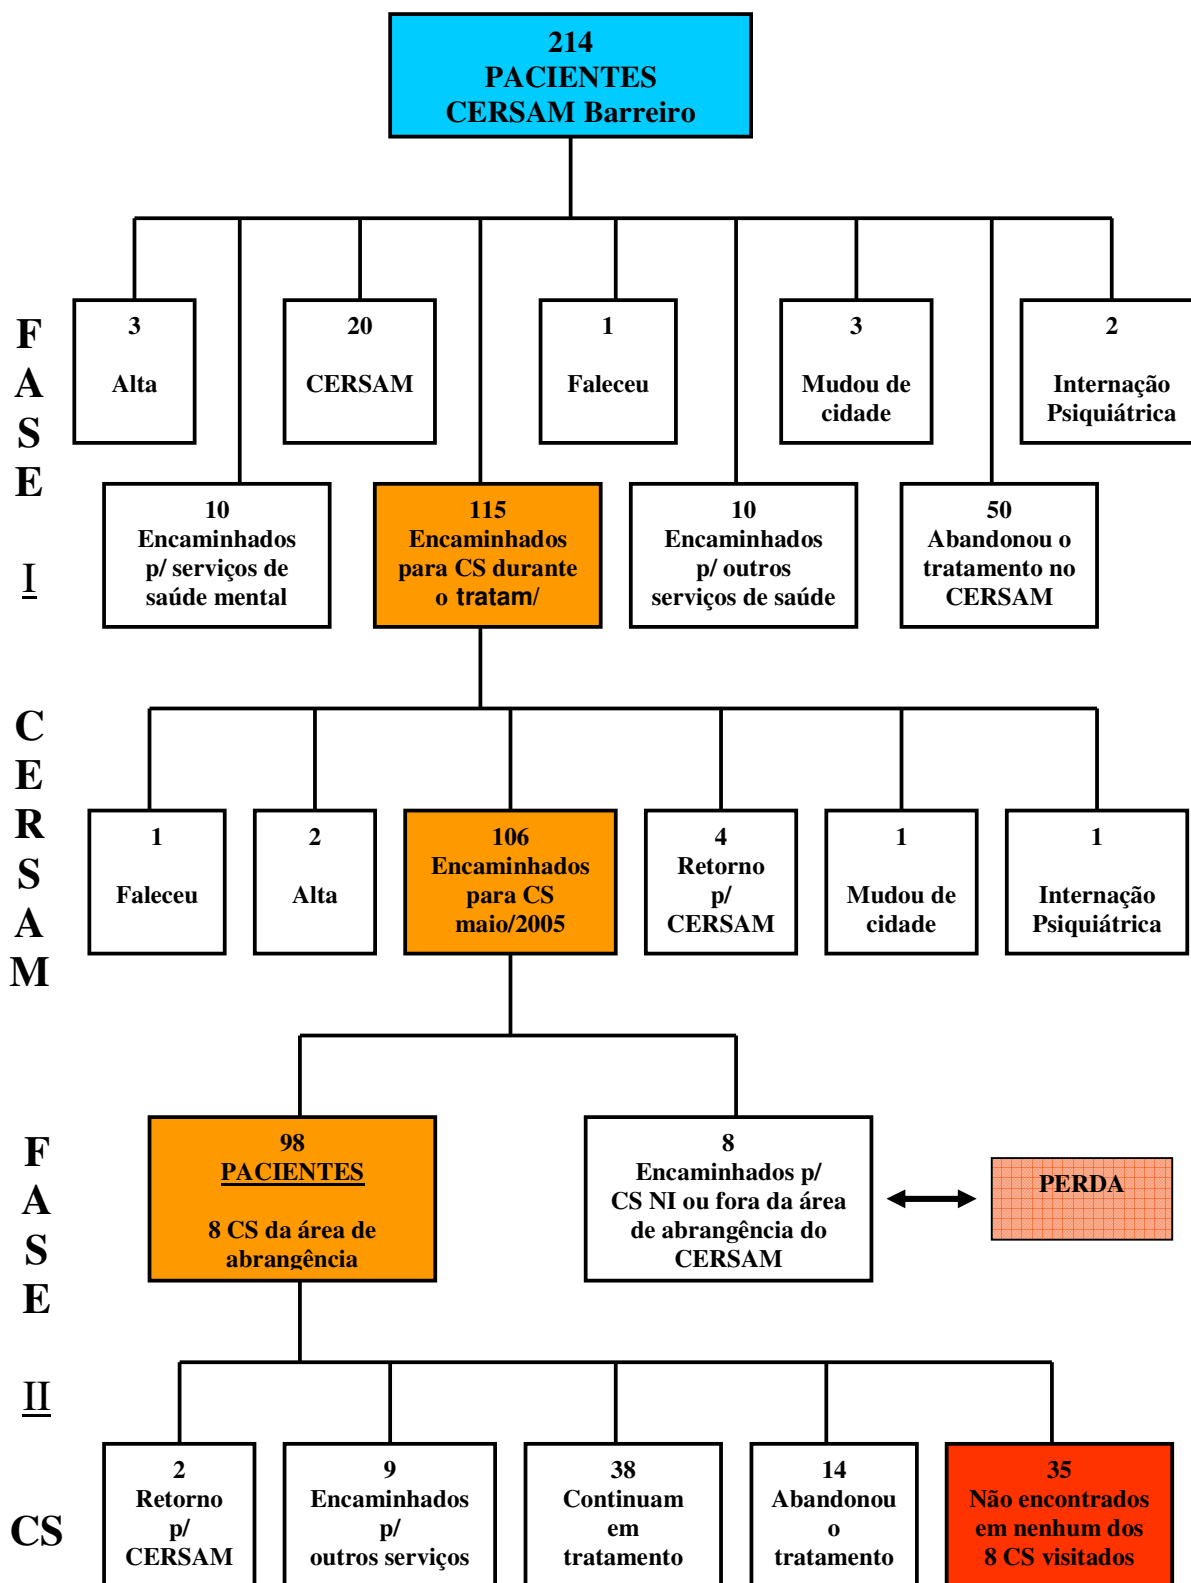 214
PACIENTES
CERSAM Barreiro
F
A
S
E
I
3
Alta
20
CERSAM
1
Faleceu
3
Mudou de
cidade
2
Internação
Psiquiátrica
10
Encaminhados
p/ serviços de
saúde mental
115
Encaminhados
para CS durante
o tratam/
10
Encaminhados
p/ outros
serviços de saúde
50
Abandonou o
tratamento no
CERSAM
C
E
R
S
A
M
1
Faleceu
2
Alta
106
Encaminhados
para CS
maio/2005
4
Retorno
p/
CERSAM
1
Mudou de
cidade
1
Internação
Psiquiátrica
F
A
S
E
II
98
PACIENTES
8 CS da área de
abrangência
8
Encaminhados p/
CS NI ou fora da área
de abrangência do
CERSAM
PERDA
CS
2
Retorno
p/
CERSAM
9
Encaminhados
p/
outros serviços
38
Continuam
em
tratamento
14
Abandonou
o
tratamento
35
Não encontrados
em nenhum dos
8 CS visitados